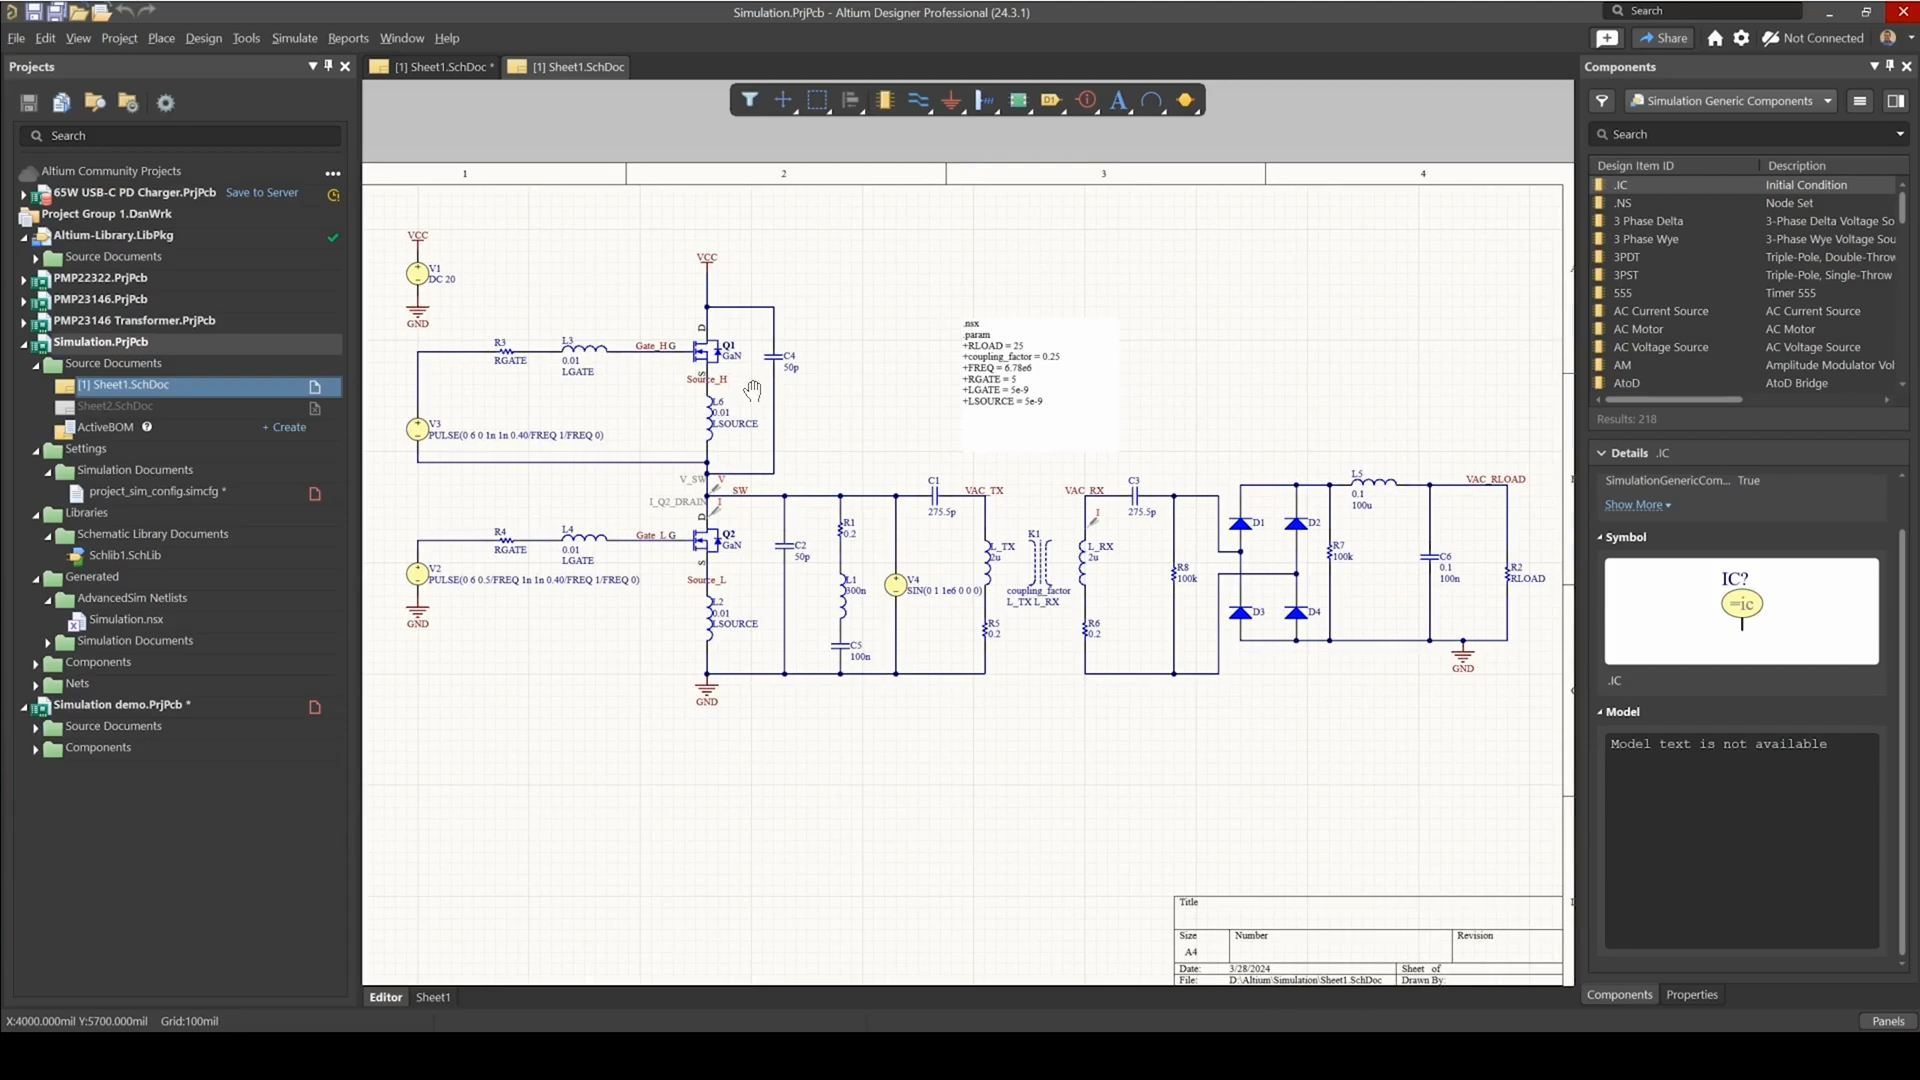 Simulation.PrjPcb - Altium Designer Professional (24.3.1)
Search
File Edit View Project Place Design Tools Simulate Reports Window Help
Share
Not Connected
Projects
[1] Sheet1.SchDoc *
[1] Sheet1.SchDoc
Components
Search
Altium Community Projects
65W USB-C PD Charger.PrjPcb Save to Server
Project Group 1.DsnWrk
Altium-Library.LibPkg
Source Documents
PMP22322.PrjPcb
PMP23146.PrjPcb
PMP23146 Transformer.PrjPcb
Simulation.PrjPcb
Source Documents
[1] Sheet1.SchDoc
Sheet2.SchDoc
ActiveBOM ? + Create
Settings
Simulation Documents
project_sim_config.simcfg *
Libraries
Schematic Library Documents
Schlib1.SchLib
Generated
AdvancedSim Netlists
Simulation.nsx
Simulation Documents
Components
Nets
Simulation demo.PrjPcb *
Source Documents
Components
1 2 3 4
VCC
V1
DC 20
GND
VCC
D
R3
RGATE
L3
0.01
LGATE
Gate_H G
Q1
GaN
S
Source_H
C4
50p
L6
0.01
LSOURCE
V3
PULSE(0 6 0 1n 1n 0.40/FREQ 1/FREQ 0)
.nsx
.param
+RLOAD = 25
+coupling_factor = 0.25
+FREQ = 6.78e6
+RGATE = 5
+LGATE = 5e-9
+LSOURCE = 5e-9
V_SW
V
SW
I_Q2_DRAIN
I
D
R4
RGATE
L4
0.01
LGATE
Gate_L G
Q2
GaN
S
Source_L
V2
PULSE(0 6 0.5/FREQ 1n 1n 0.40/FREQ 1/FREQ 0)
GND
L2
0.01
LSOURCE
GND
C2
50p
R1
0.2
L1
300n
C5
100n
V4
SIN(0 1 1e6 0 0 0)
C1
275.5p
VAC_TX
L_TX
2u
R5
0.2
K1
coupling_factor
L_TX L_RX
VAC_RX
I
L_RX
2u
R6
0.2
C3
275.5p
R8
100k
D1
D2
D3
D4
R7
100k
L5
0.1
100u
C6
0.1
100n
VAC_RLOAD
R2
RLOAD
GND
Title
Size
A4
Number
Revision
Date: 3/28/2024 Sheet of
File: D:\Altium\Simulation\Sheet1.SchDoc Drawn By:
Editor Sheet1
X:4000.000mil Y:5700.000mil Grid:100mil
Simulation Generic Components
Search
Design Item ID Description
.IC Initial Condition
.NS Node Set
3 Phase Delta 3-Phase Delta Voltage So
3 Phase Wye 3-Phase Wye Voltage Sou
3PDT Triple-Pole, Double-Throw
3PST Triple-Pole, Single-Throw
555 Timer 555
AC Current Source AC Current Source
AC Motor AC Motor
AC Voltage Source AC Voltage Source
AM Amplitude Modulator Vol
AtoD AtoD Bridge
Results: 218
Details .IC
SimulationGenericCom... True
Show More
Symbol
IC?
=ic
.IC
Model
Model text is not available
Components Properties
Panels